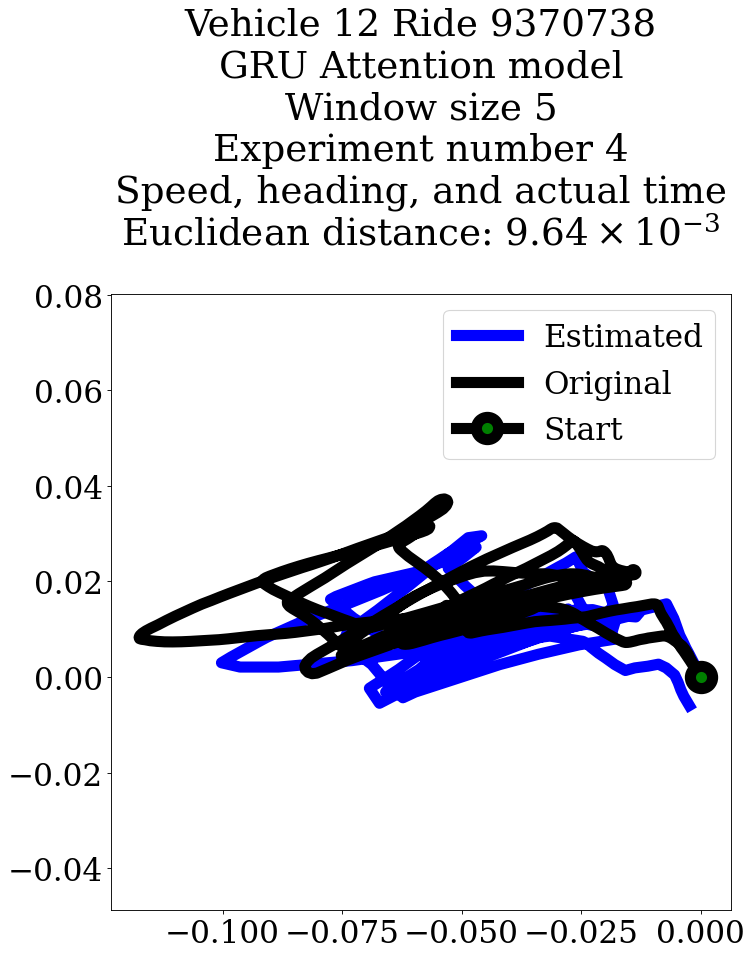 Vehicle 12 Ride 9370738
GRU Attention model
Window size 5
Experiment number 4
Speed, heading, and actual time
Euclidean distance: 9.64 × 10⁻³
0.08
0.06
0.04
0.02
0.00
−0.02
−0.04
Estimated
Original
Start
−0.100 −0.075 −0.050 −0.025 0.000